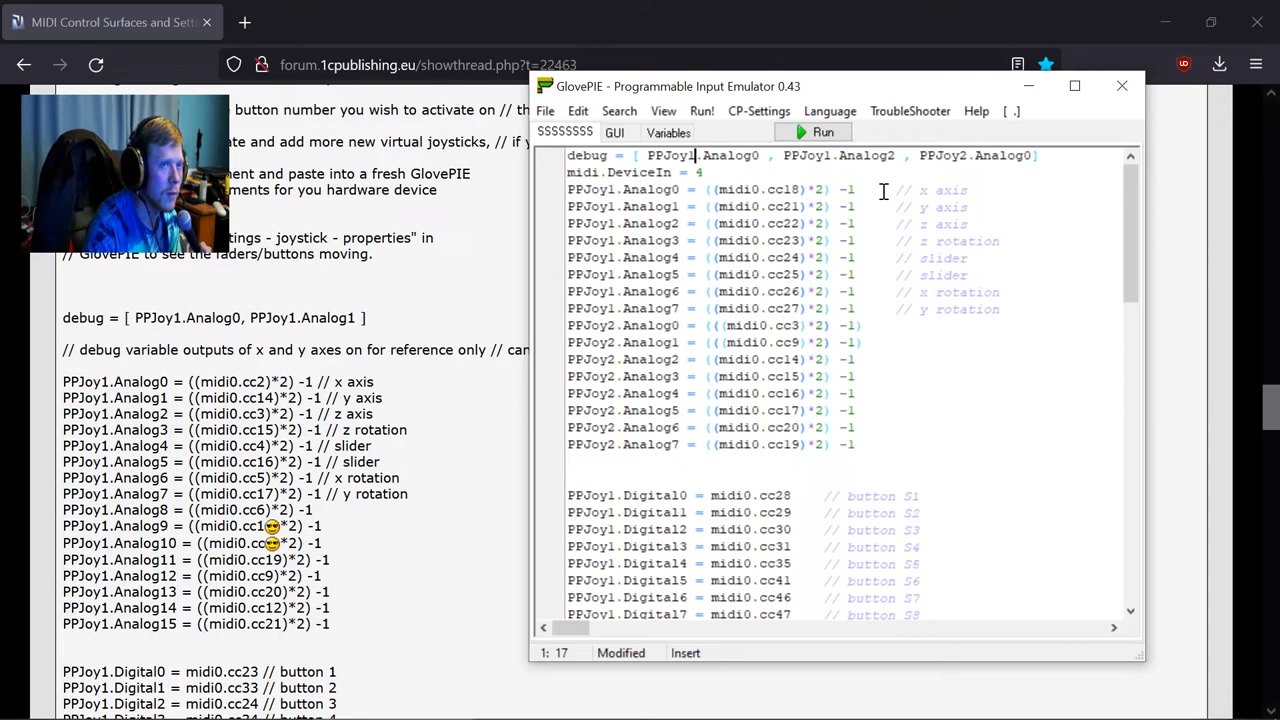 MIDI Control Surfaces and Setti
forum.1cpublishing.eu/showthread.php?t=22463
button number you wish to activate on // th
ate and add more new virtual joysticks, // if y
ment and paste into a fresh GlovePIE
nments for you hardware device
ttings - joystick - properties" in
// GlovePIE to see the faders/buttons moving.
debug = [ PPJoy1.Analog0, PPJoy1.Analog1 ]
// debug variable outputs of x and y axes on for reference only // can
PPJoy1.Analog0 = ((midi0.cc2)*2) -1 // x axis
PPJoy1.Analog1 = ((midi0.cc14)*2) -1 // y axis
PPJoy1.Analog2 = ((midi0.cc3)*2) -1 // z axis
PPJoy1.Analog3 = ((midi0.cc15)*2) -1 // z rotation
PPJoy1.Analog4 = ((midi0.cc4)*2) -1 // slider
PPJoy1.Analog5 = ((midi0.cc16)*2) -1 // slider
PPJoy1.Analog6 = ((midi0.cc5)*2) -1 // x rotation
PPJoy1.Analog7 = ((midi0.cc17)*2) -1 // y rotation
PPJoy1.Analog8 = ((midi0.cc6)*2) -1
PPJoy1.Analog9 = ((midi0.cc1😎*2) -1
PPJoy1.Analog10 = ((midi0.cc😎*2) -1
PPJoy1.Analog11 = ((midi0.cc19)*2) -1
PPJoy1.Analog12 = ((midi0.cc9)*2) -1
PPJoy1.Analog13 = ((midi0.cc20)*2) -1
PPJoy1.Analog14 = ((midi0.cc12)*2) -1
PPJoy1.Analog15 = ((midi0.cc21)*2) -1
PPJoy1.Digital0 = midi0.cc23 // button 1
PPJoy1.Digital1 = midi0.cc33 // button 2
PPJoy1.Digital2 = midi0.cc24 // button 3
GlovePIE - Programmable Input Emulator 0.43
File Edit Search View Run! CP-Settings Language TroubleShooter Help [ .]
SSSSSSSS GUI Variables Run
debug = [ PPJoy1.Analog0 , PPJoy1.Analog2 , PPJoy2.Analog0]
midi.DeviceIn = 4
PPJoy1.Analog0 = ((midi0.cc18)*2) -1 // x axis
PPJoy1.Analog1 = ((midi0.cc21)*2) -1 // y axis
PPJoy1.Analog2 = ((midi0.cc22)*2) -1 // z axis
PPJoy1.Analog3 = ((midi0.cc23)*2) -1 // z rotation
PPJoy1.Analog4 = ((midi0.cc24)*2) -1 // slider
PPJoy1.Analog5 = ((midi0.cc25)*2) -1 // slider
PPJoy1.Analog6 = ((midi0.cc26)*2) -1 // x rotation
PPJoy1.Analog7 = ((midi0.cc27)*2) -1 // y rotation
PPJoy2.Analog0 = (((midi0.cc3)*2) -1)
PPJoy2.Analog1 = (((midi0.cc9)*2) -1)
PPJoy2.Analog2 = ((midi0.cc14)*2) -1
PPJoy2.Analog3 = ((midi0.cc15)*2) -1
PPJoy2.Analog4 = ((midi0.cc16)*2) -1
PPJoy2.Analog5 = ((midi0.cc17)*2) -1
PPJoy2.Analog6 = ((midi0.cc20)*2) -1
PPJoy2.Analog7 = ((midi0.cc19)*2) -1
PPJoy1.Digital0 = midi0.cc28 // button S1
PPJoy1.Digital1 = midi0.cc29 // button S2
PPJoy1.Digital2 = midi0.cc30 // button S3
PPJoy1.Digital3 = midi0.cc31 // button S4
PPJoy1.Digital4 = midi0.cc35 // button S5
PPJoy1.Digital5 = midi0.cc41 // button S6
PPJoy1.Digital6 = midi0.cc46 // button S7
PPJoy1.Digital7 = midi0.cc47 // button S8
1: 17 Modified Insert